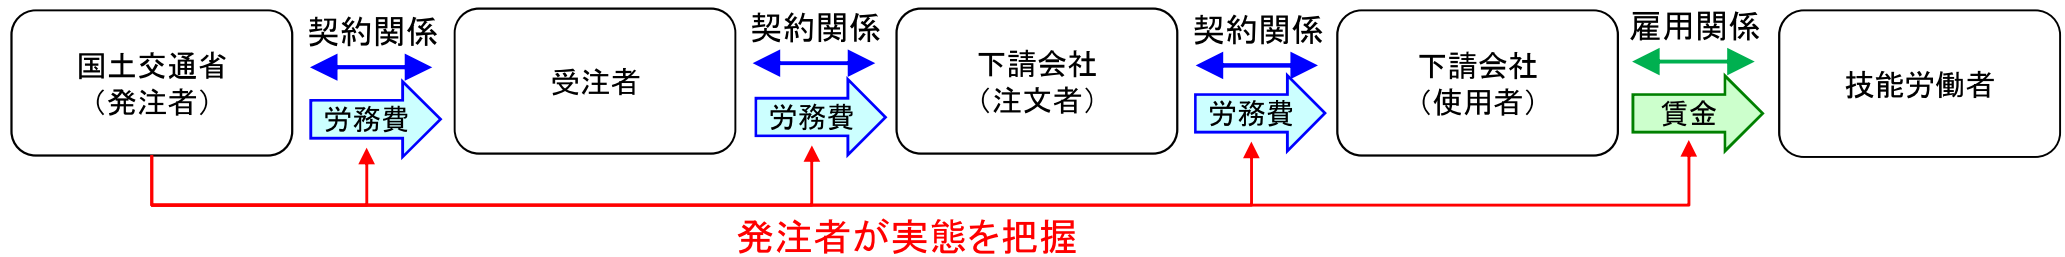 国土交通省
（発注者）
契約関係
労務費
受注者
契約関係
労務費
下請会社
（注文者）
契約関係
労務費
下請会社
（使用者）
雇用関係
賃金
技能労働者
発注者が実態を把握